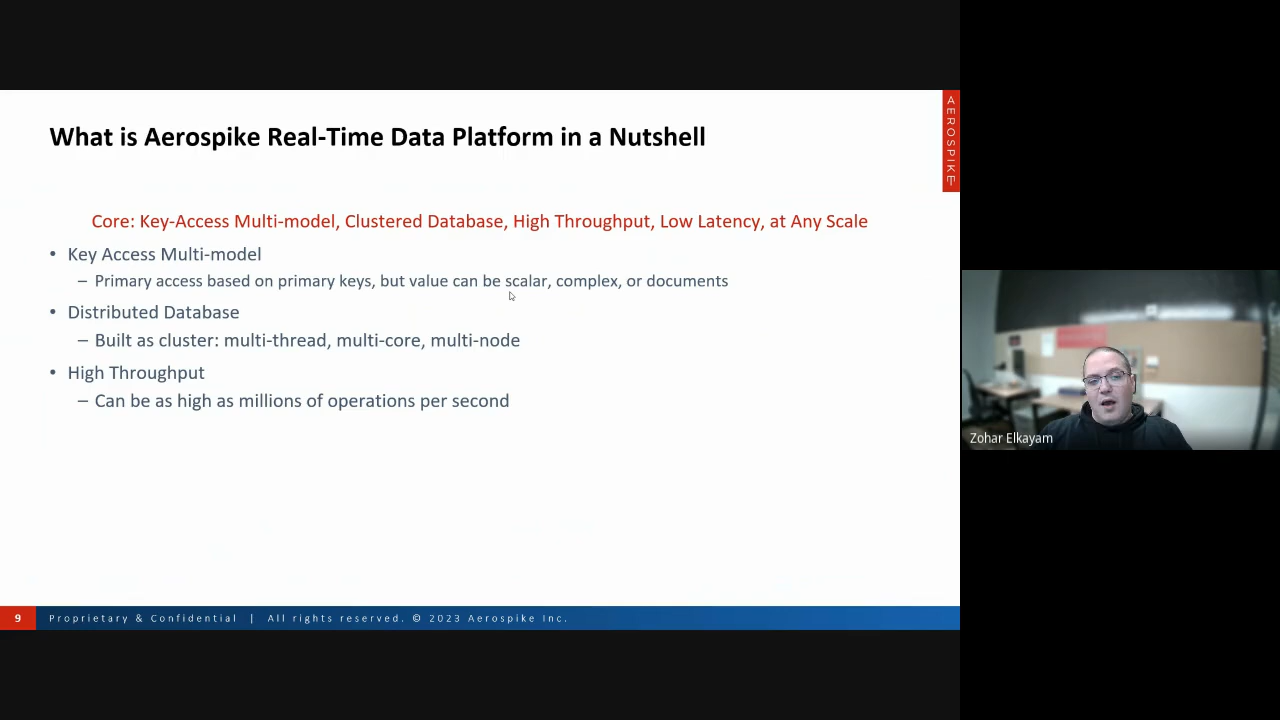 What is Aerospike Real-Time Data Platform in a Nutshell
AEROSPIKE
Core: Key-Access Multi-model, Clustered Database, High Throughput, Low Latency, at Any Scale
• Key Access Multi-model
– Primary access based on primary keys, but value can be scalar, complex, or documents
• Distributed Database
– Built as cluster: multi-thread, multi-core, multi-node
• High Throughput
– Can be as high as millions of operations per second
Zohar Elkayam
9 Proprietary & Confidential | All rights reserved. © 2023 Aerospike Inc.